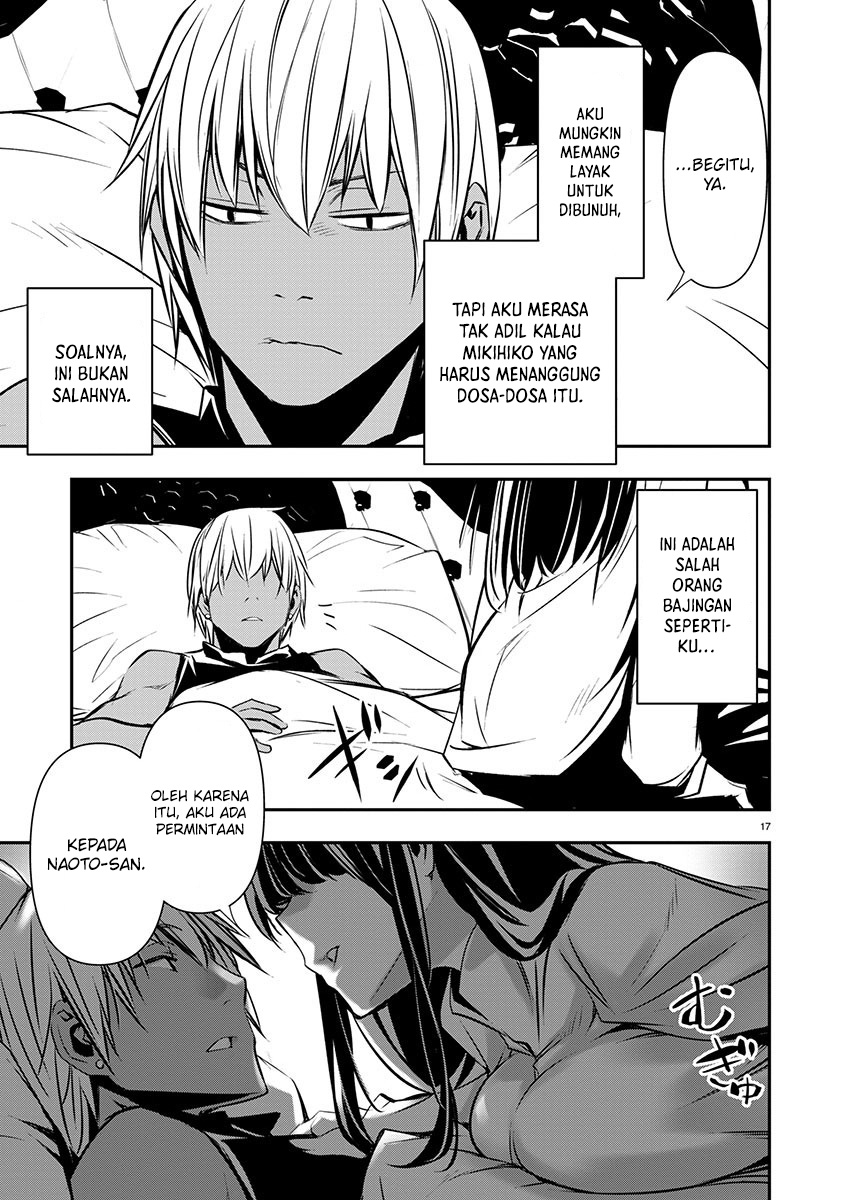 ...BEGITU,
YA.
AKU
MUNGKIN
MEMANG
LAYAK
UNTUK
DIBUNUH,
TAPI AKU MERASA
TAK ADIL KALAU
MIKIHIKO YANG
HARUS MENANGGUNG
DOSA-DOSA ITU.
SOALNYA,
INI BUKAN
SALAHNYA.
INI ADALAH
SALAH
ORANG
BAJINGAN
SEPERTI-
KU...
OLEH KARENA
ITU, AKU ADA
PERMINTAAN
KEPADA
NAOTO-SAN.
17
むぎゅ